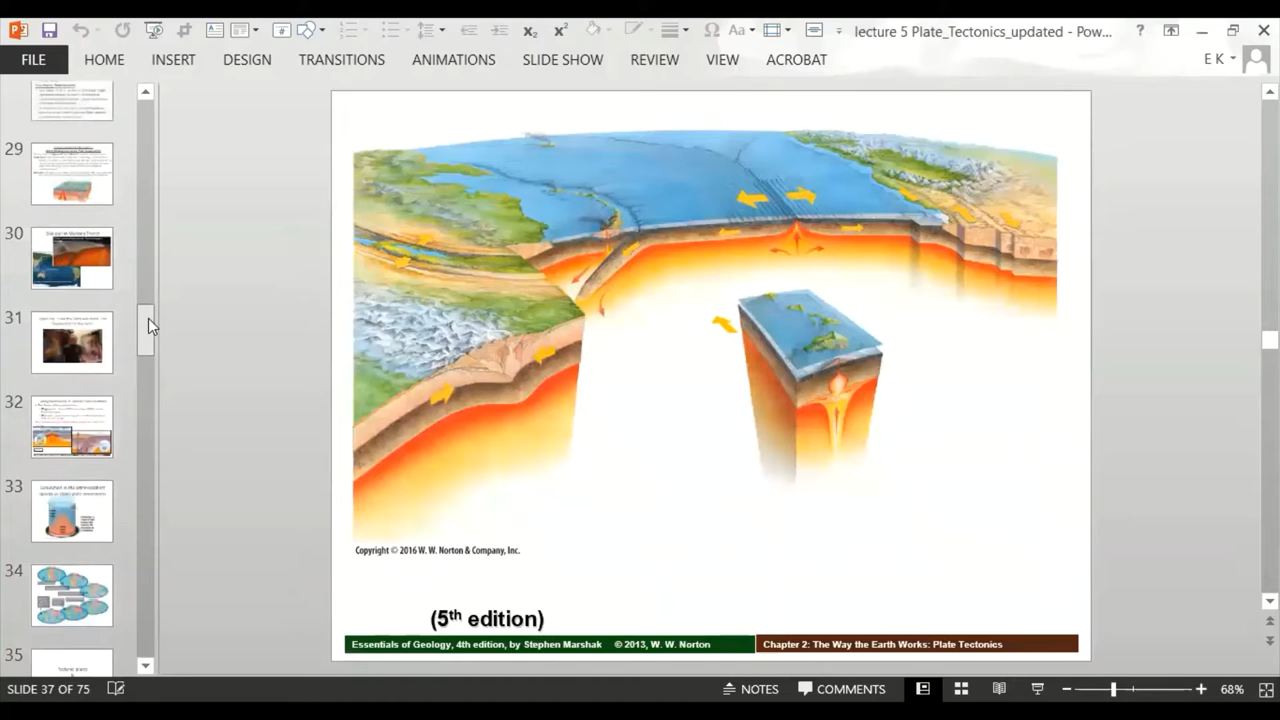 lecture 5 Plate_Tectonics_updated - Pow...
FILE
HOME
INSERT
DESIGN
TRANSITIONS
ANIMATIONS
SLIDE SHOW
REVIEW
VIEW
ACROBAT
E K
29
30
31
32
33
34
35
Copyright © 2016 W. W. Norton & Company, Inc.
(5th edition)
Essentials of Geology, 4th edition, by Stephen Marshak © 2013, W. W. Norton
Chapter 2: The Way the Earth Works: Plate Tectonics
SLIDE 37 OF 75
NOTES
COMMENTS
68%